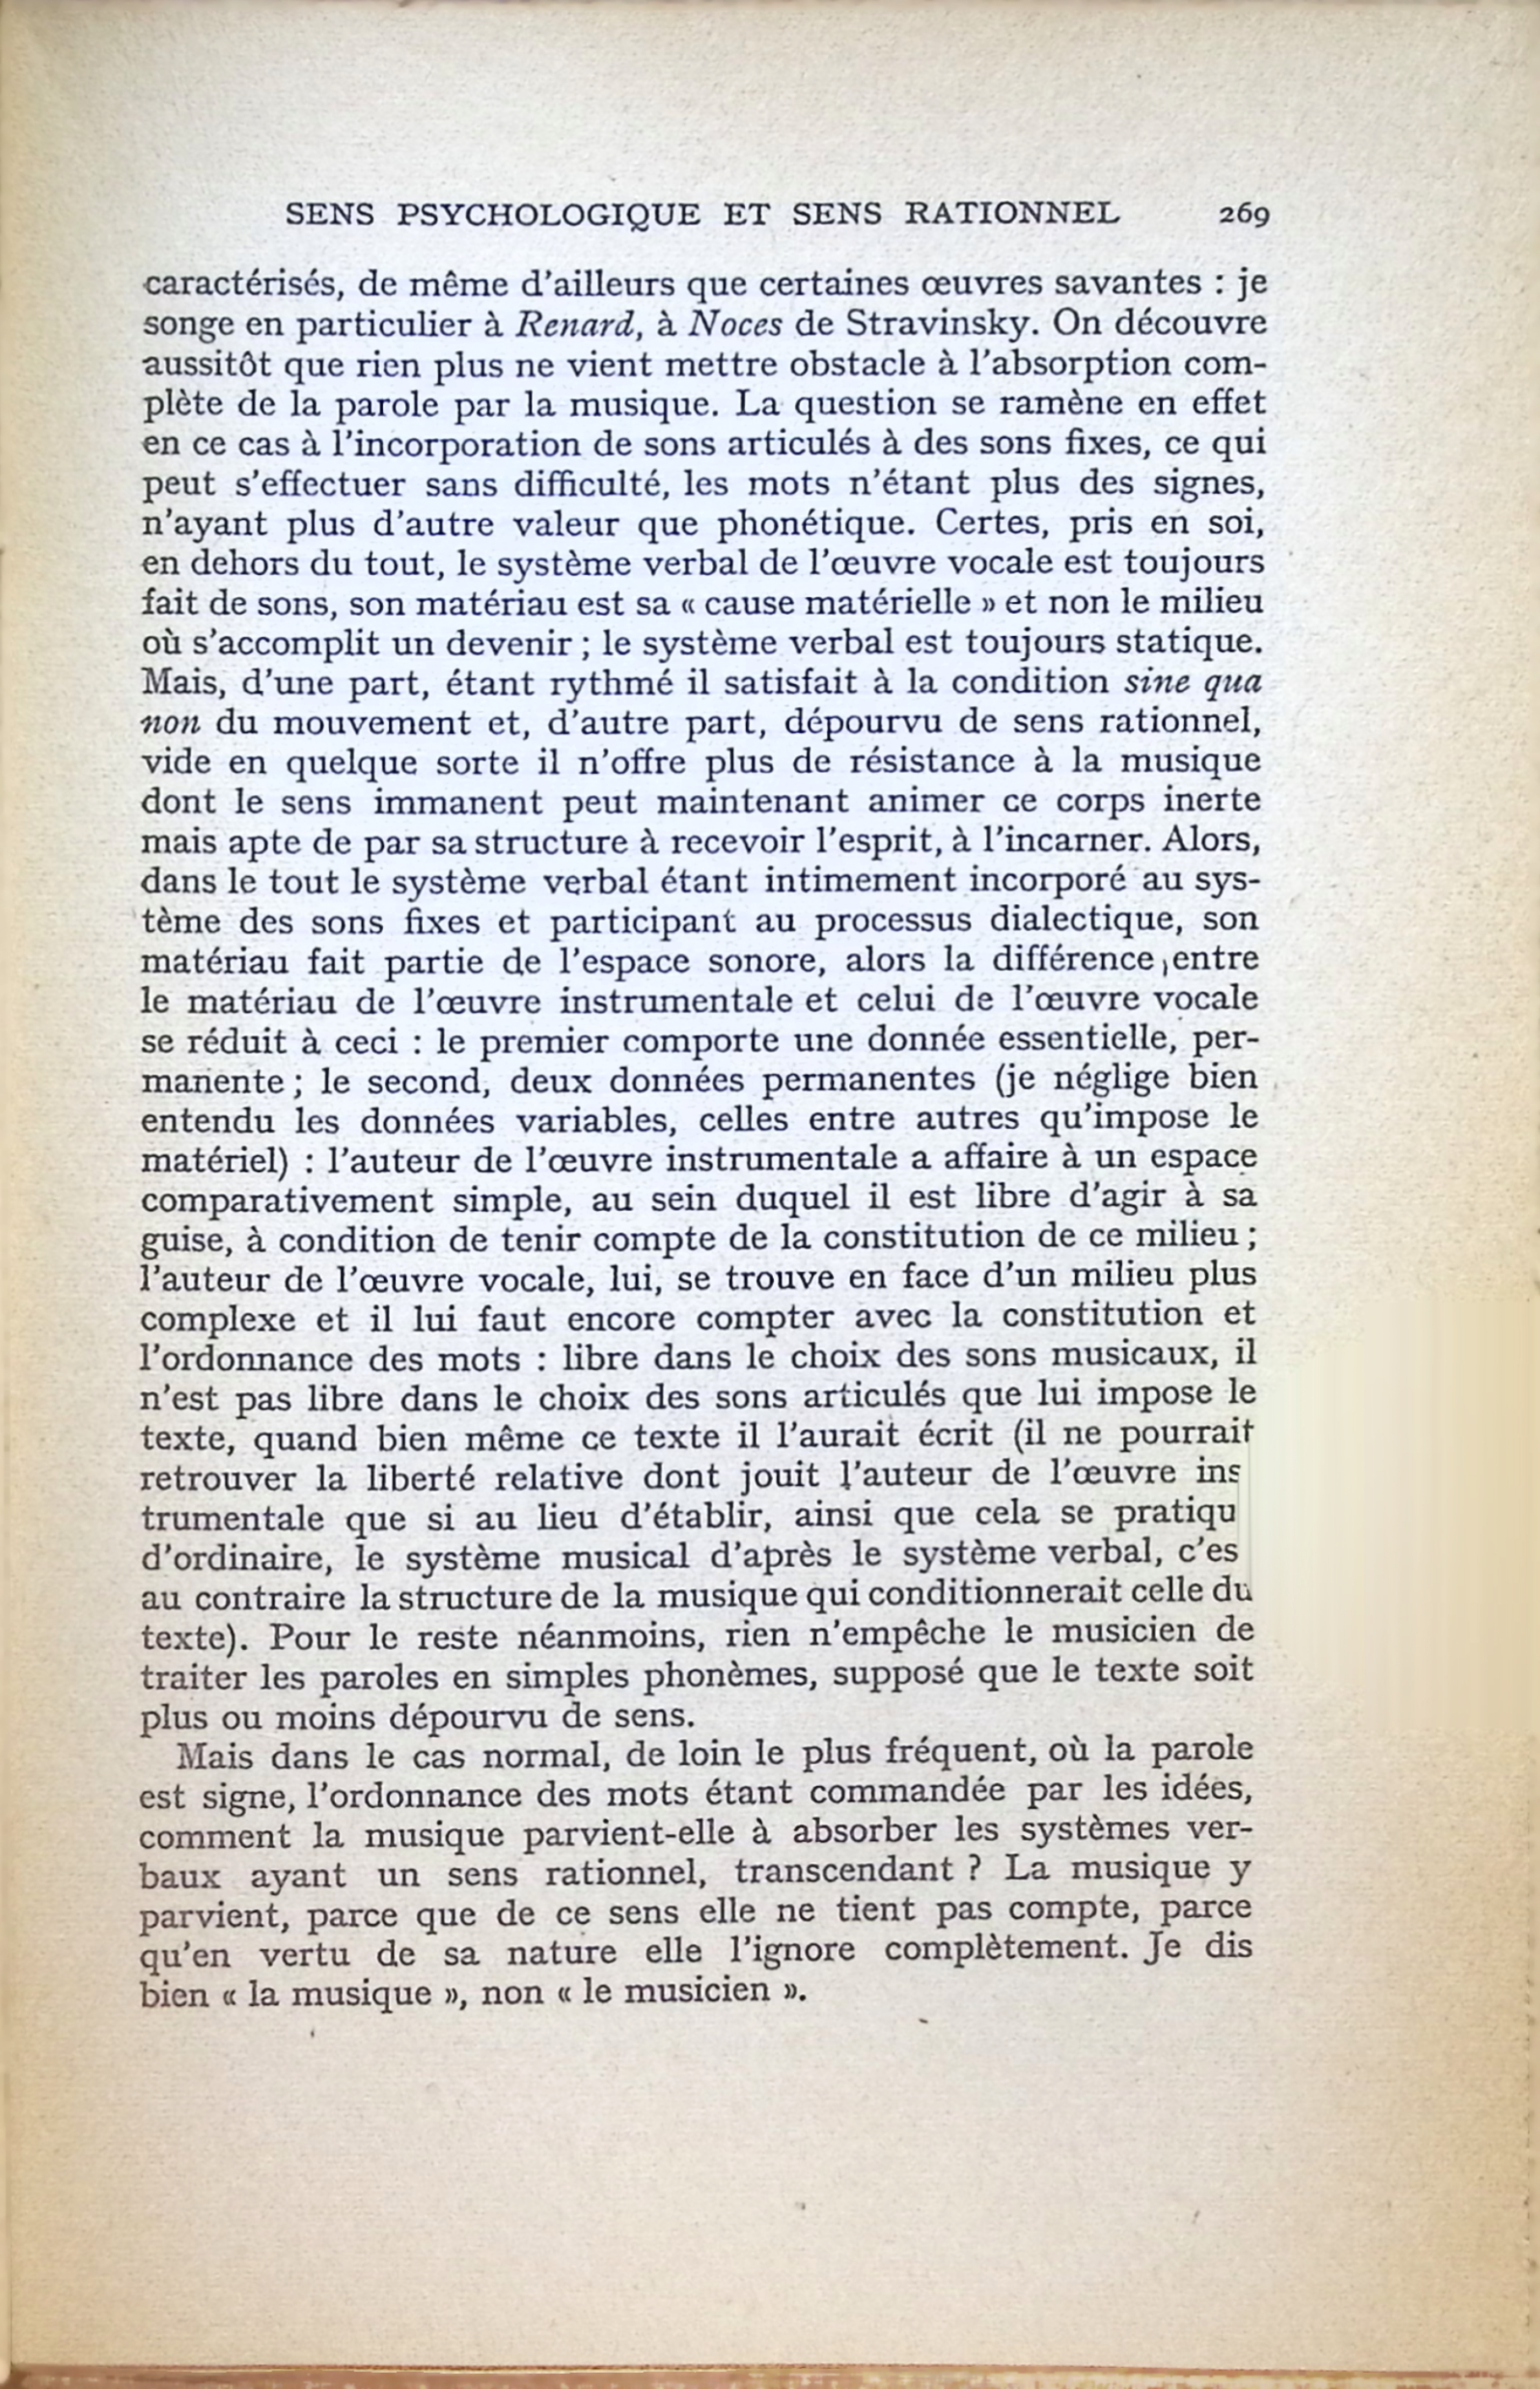 SENS PSYCHOLOGIQUE ET SENS RATIONNEL 269
caractérisés, de même d'ailleurs que certaines œuvres savantes : je
songe en particulier à Renard, à Noces de Stravinsky. On découvre
aussitôt que rien plus ne vient mettre obstacle à l'absorption com-
plète de la parole par la musique. La question se ramène en effet
en ce cas à l'incorporation de sons articulés à des sons fixes, ce qui
peut s'effectuer sans difficulté, les mots n'étant plus des signes,
n'ayant plus d'autre valeur que phonétique. Certes, pris en soi,
en dehors du tout, le système verbal de l'œuvre vocale est toujours
fait de sons, son matériau est sa « cause matérielle » et non le milieu
où s'accomplit un devenir ; le système verbal est toujours statique.
Mais, d'une part, étant rythmé il satisfait à la condition sine qua
non du mouvement et, d'autre part, dépourvu de sens rationnel,
vide en quelque sorte il n'offre plus de résistance à la musique
dont le sens immanent peut maintenant animer ce corps inerte
mais apte de par sa structure à recevoir l'esprit, à l'incarner. Alors,
dans le tout le système verbal étant intimement incorporé au sys-
tème des sons fixes et participant au processus dialectique, son
matériau fait partie de l'espace sonore, alors la différence entre
le matériau de l'œuvre instrumentale et celui de l'œuvre vocale
se réduit à ceci : le premier comporte une donnée essentielle, per-
manente ; le second, deux données permanentes (je néglige bien
entendu les données variables, celles entre autres qu'impose le
matériel) : l'auteur de l'œuvre instrumentale a affaire à un espace
comparativement simple, au sein duquel il est libre d'agir à sa
guise, à condition de tenir compte de la constitution de ce milieu ;
l'auteur de l'œuvre vocale, lui, se trouve en face d'un milieu plus
complexe et il lui faut encore compter avec la constitution et
l'ordonnance des mots : libre dans le choix des sons musicaux, il
n'est pas libre dans le choix des sons articulés que lui impose le
texte, quand bien même ce texte il l'aurait écrit (il ne pourrait
retrouver la liberté relative dont jouit l'auteur de l'œuvre ins
trumentale que si au lieu d'établir, ainsi que cela se pratiqu
d'ordinaire, le système musical d'après le système verbal, c'es
au contraire la structure de la musique qui conditionnerait celle du
texte). Pour le reste néanmoins, rien n'empêche le musicien de
traiter les paroles en simples phonèmes, supposé que le texte soit
plus ou moins dépourvu de sens.
Mais dans le cas normal, de loin le plus fréquent, où la parole
est signe, l'ordonnance des mots étant commandée par les idées,
comment la musique parvient-elle à absorber les systèmes ver-
baux ayant un sens rationnel, transcendant ? La musique y
parvient, parce que de ce sens elle ne tient pas compte, parce
qu'en vertu de sa nature elle l'ignore complètement. Je dis
bien « la musique », non « le musicien ».